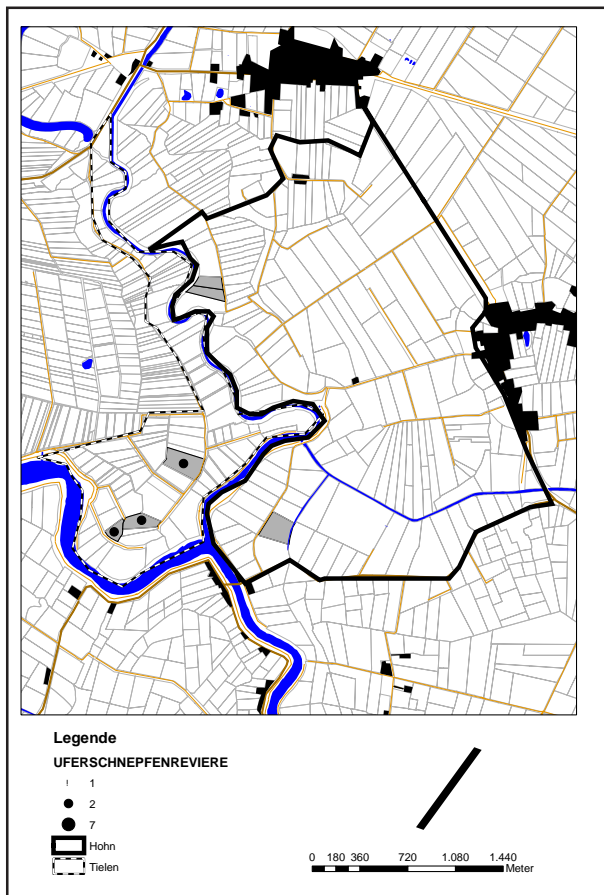 Legende
UFERSCHNEPFENREVIERE
1
2
7
Hohn
Tielen
0 180 360 720 1.080 1.440
Meter